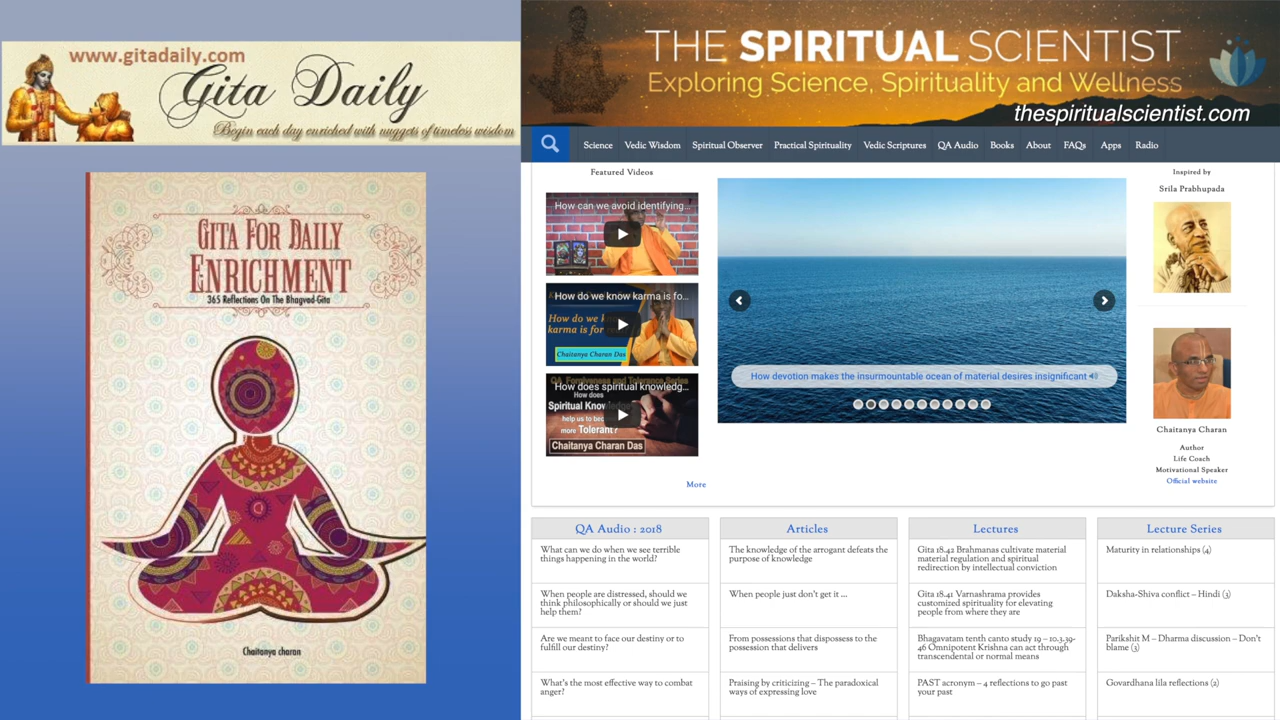 www.gitadaily.com
Gita Daily
Begin each day enriched with nuggets of timeless wisdom
GITA FOR DAILY
ENRICHMENT
365 Reflections On The Bhagvad-Gita
Chaitanya charan
THE SPIRITUAL SCIENTIST
Exploring Science, Spirituality and Wellness
thespiritualscientist.com
Science Vedic Wisdom Spiritual Observer Practical Spirituality Vedic Scriptures QA Audio Books About FAQs Apps Radio
Featured Videos
How can we avoid identifying...
How do we know karma is fo...
How do we k
karma is for re
Chaitanya Charan Das
QA Forgiveness and Tolerance Series
How does spiritual knowledg...
How does
Spiritual Know
help us to bec
more Tolerant?
Chaitanya Charan Das
More
How devotion makes the insurmountable ocean of material desires insignificant
Inspired by
Srila Prabhupada
Chaitanya Charan
Author
Life Coach
Motivational Speaker
Official website
QA Audio : 2018
What can we do when we see terrible
things happening in the world?
When people are distressed, should we
think philosophically or should we just
help them?
Are we meant to face our destiny or to
fulfill our destiny?
What's the most effective way to combat
anger?
Articles
The knowledge of the arrogant defeats the
purpose of knowledge
When people just don't get it ...
From possessions that dispossess to the
possession that delivers
Praising by criticizing – The paradoxical
ways of expressing love
Lectures
Gita 18.42 Brahmanas cultivate material
material regulation and spiritual
redirection by intellectual conviction
Gita 18.41 Varnashrama provides
customized spirituality for elevating
people from where they are
Bhagavatam tenth canto study 19 – 10.3.39-
46 Omnipotent Krishna can act through
transcendental or normal means
PAST acronym – 4 reflections to go past
your past
Lecture Series
Maturity in relationships (4)
Daksha-Shiva conflict – Hindi (3)
Parikshit M – Dharma discussion – Don't
blame (3)
Govardhana lila reflections (2)